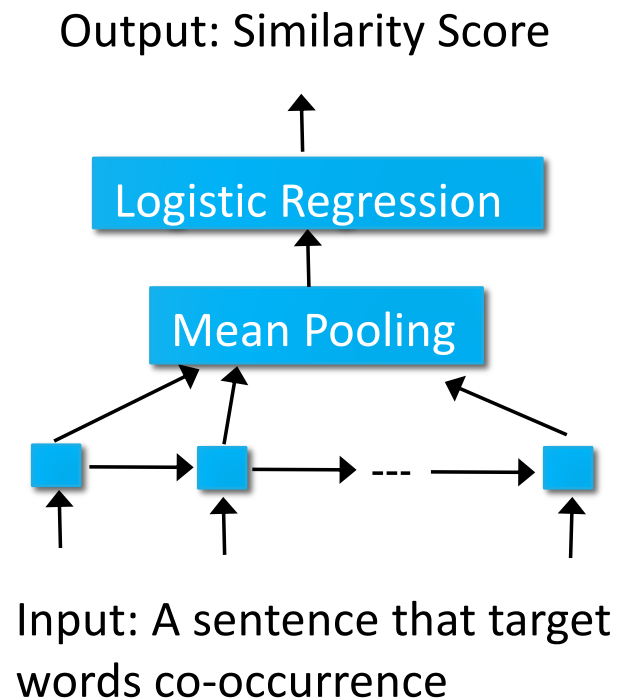 Output: Similarity Score
Logistic Regression
Mean Pooling
---
Input: A sentence that target
words co-occurrence